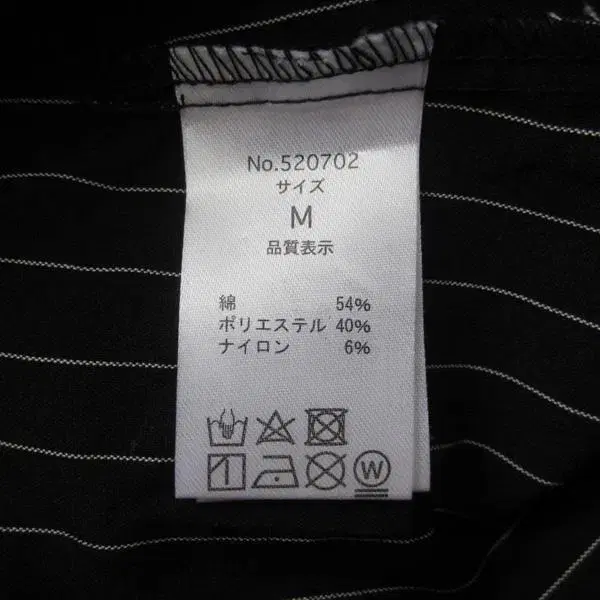 No.520702
サイズ
M
品質表示
綿 54%
ポリエステル 40%
ナイロン 6%
W